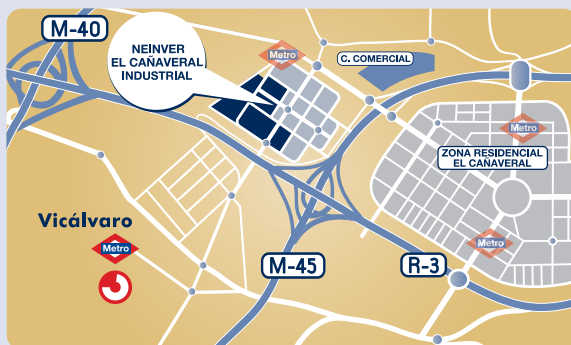 M-40
NEINVER
EL CAÑAVERAL
INDUSTRIAL
Metro
C. COMERCIAL
Metro
ZONA RESIDENCIAL
EL CAÑAVERAL
Vicálvaro
Metro
Metro
M-45
R-3